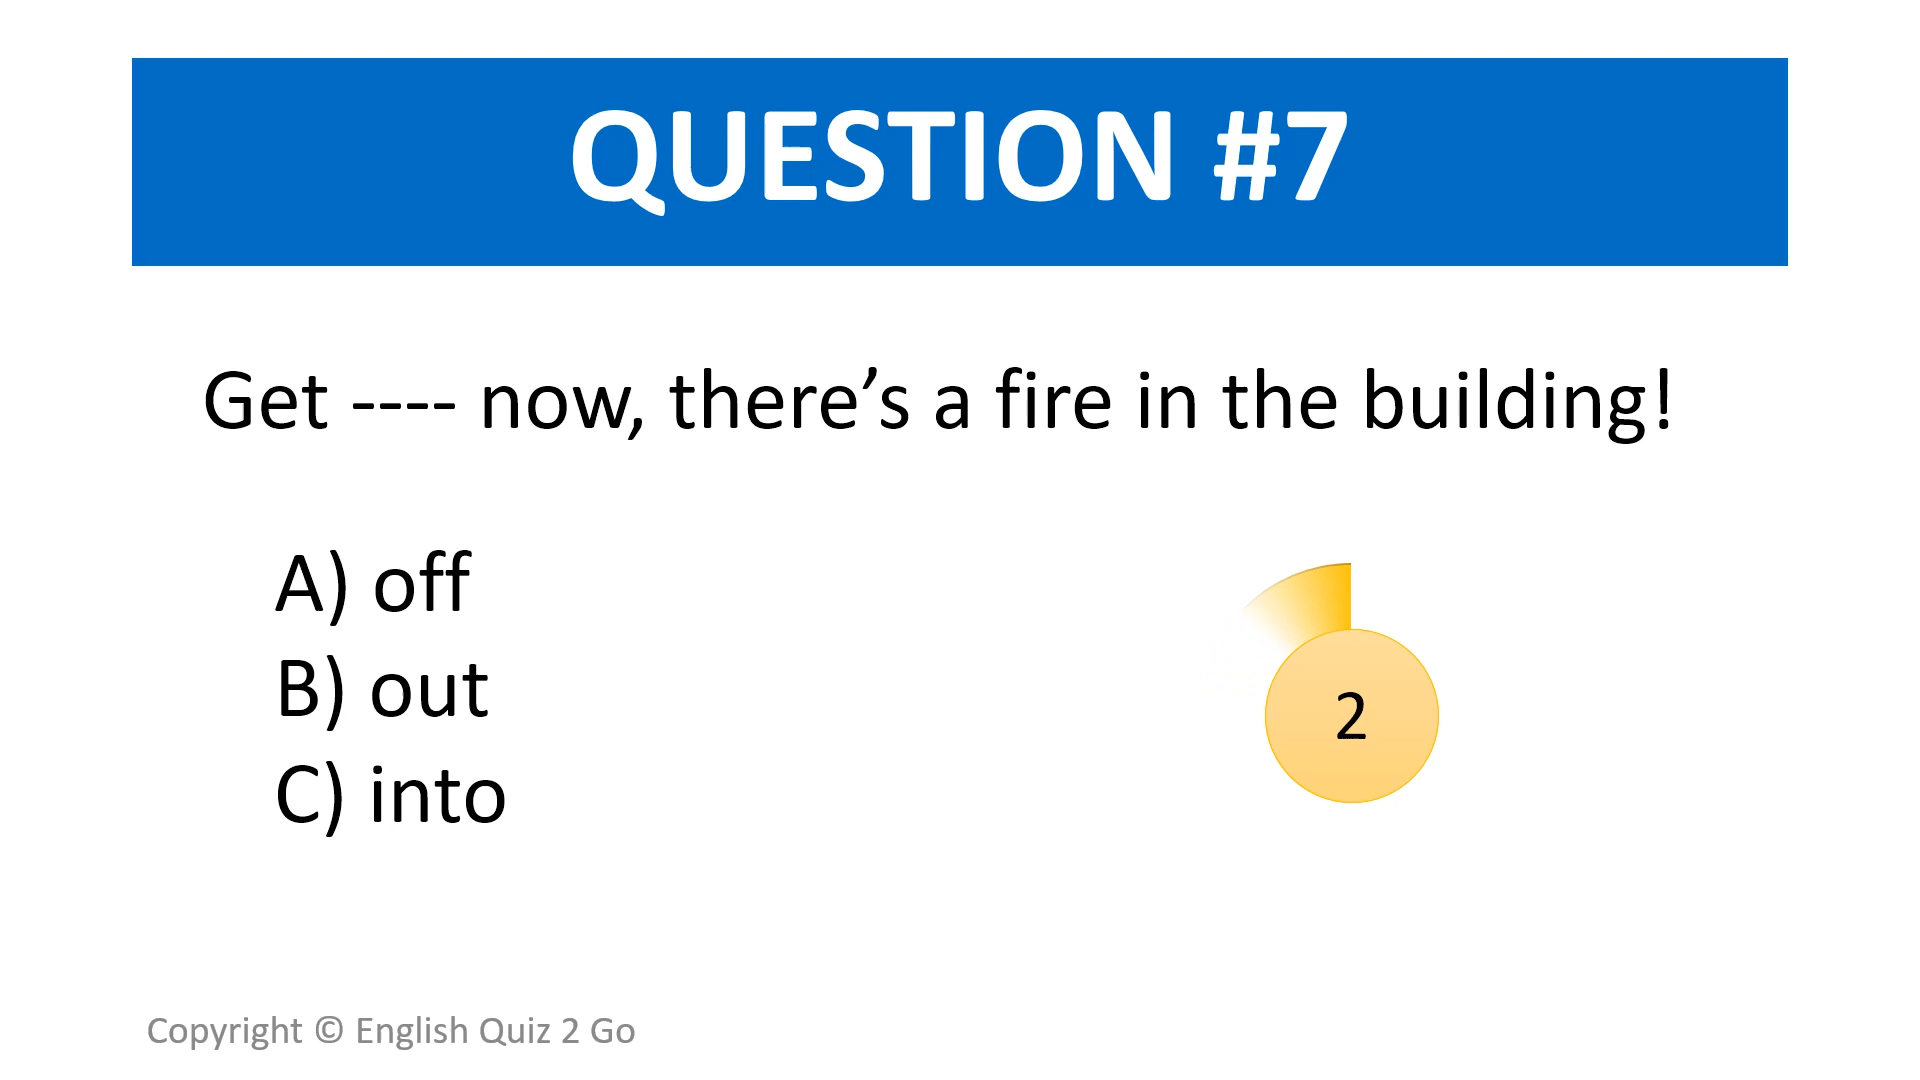 QUESTION #7
Get ---- now, there’s a fire in the building!
A) off
B) out
C) into
2
Copyright © English Quiz 2 Go